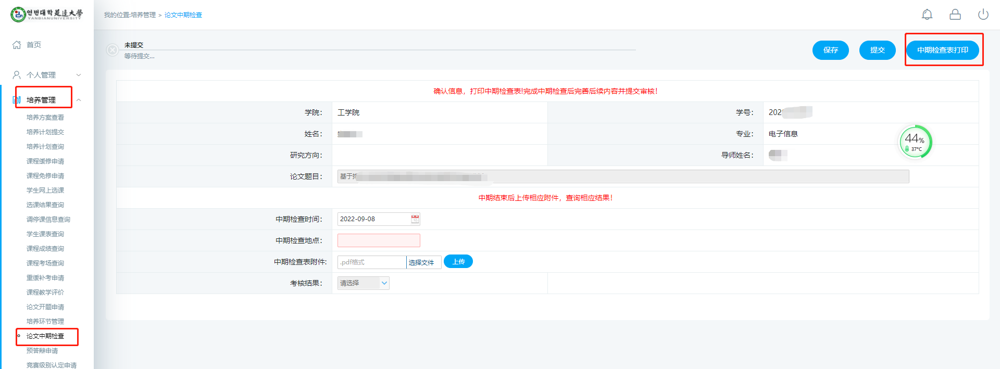 연변대학 延邊大學
YANBIANUNIVERSITY
我的位置:培养管理 > 论文中期检查
首页
个人管理
培养管理
培养方案查看
培养计划提交
培养计划查询
课程缓修申请
课程免修申请
学生网上选课
选课结果查询
调停课信息查询
学生课表查询
课程成绩查询
课程考场查询
重缓补考申请
课程教学评价
论文开题申请
培养环节管理
论文中期检查
预答辩申请
竞赛级别认定申请
未提交
等待提交...
保存
提交
中期检查表打印
确认信息，打印中期检查表!完成中期检查后完善后续内容并提交审核！
学院： 工学院 学号： 202
姓名： 专业： 电子信息
研究方向： 导师姓名：
论文题目： 基于
中期结束后上传相应附件，查询相应结果！
中期检查时间： 2022-09-08
中期检查地点：
中期检查表附件: .pdf格式 选择文件 上传
考核结果： 请选择
44%
37°C